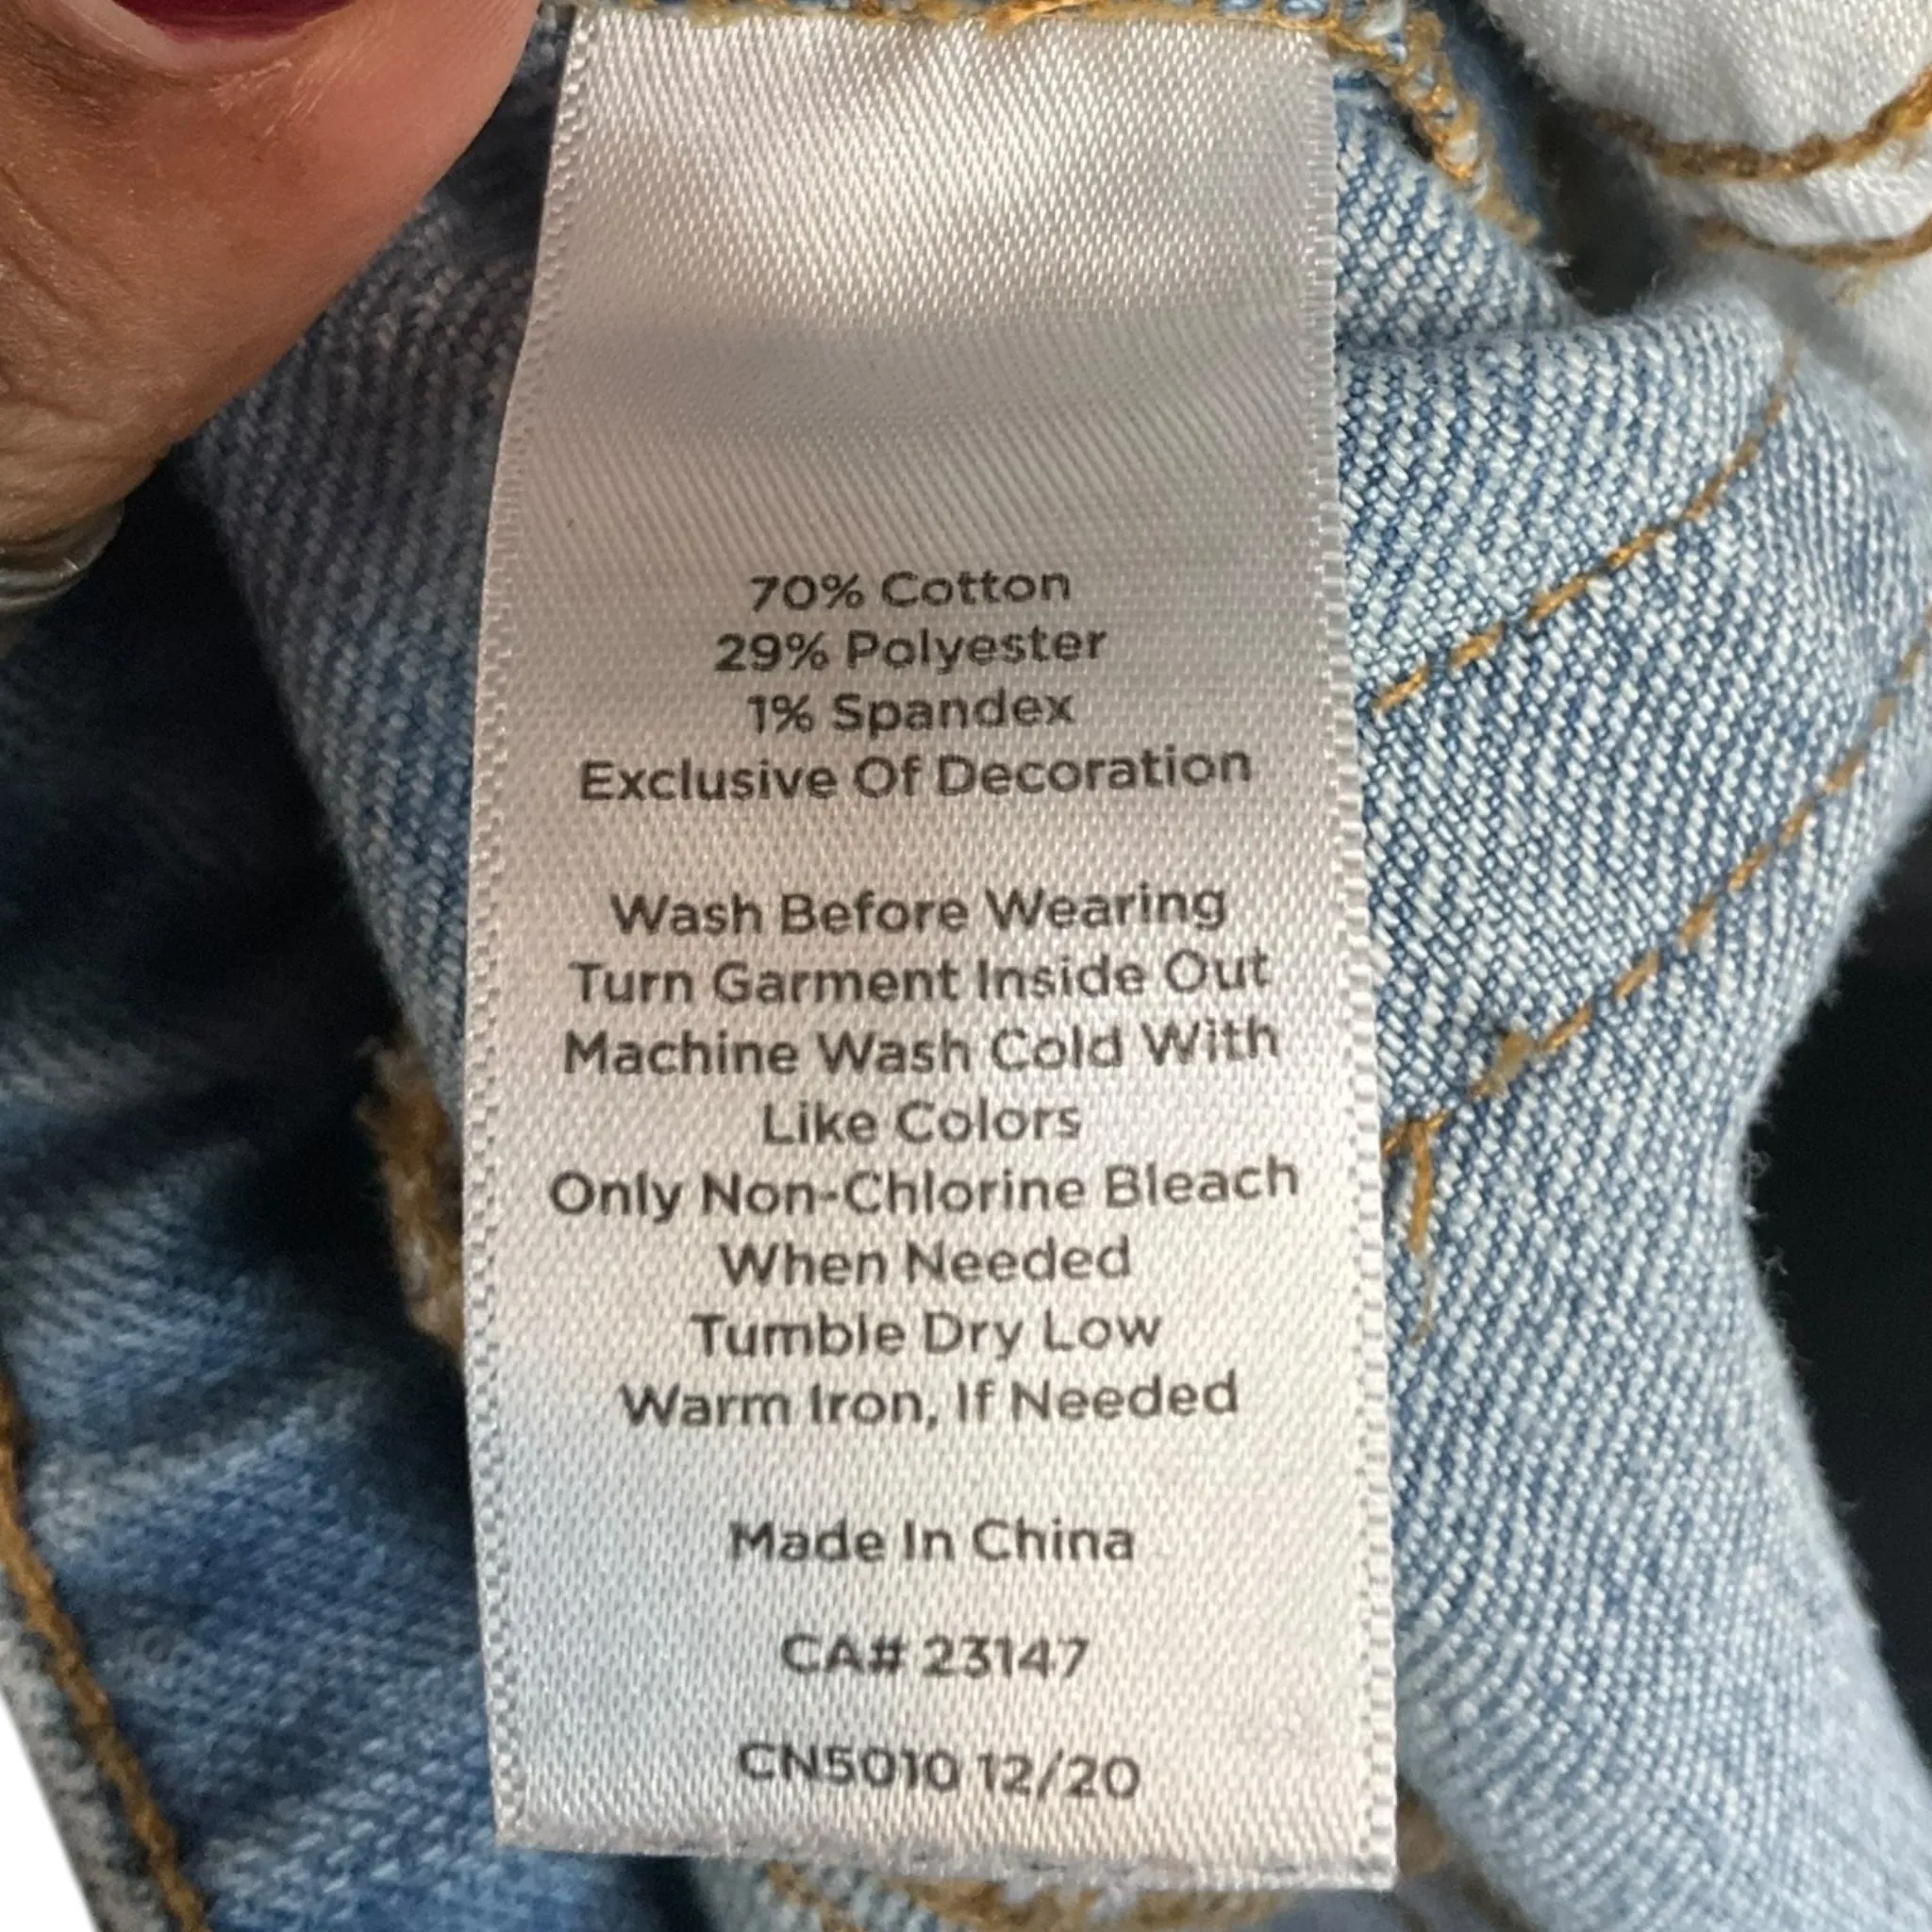 70% Cotton
29% Polyester
1% Spandex
Exclusive Of Decoration
Wash Before Wearing
Turn Garment Inside Out
Machine Wash Cold With
Like Colors
Only Non-Chlorine Bleach
When Needed
Tumble Dry Low
Warm Iron, If Needed
Made In China
CA# 23147
CN5010 12/20